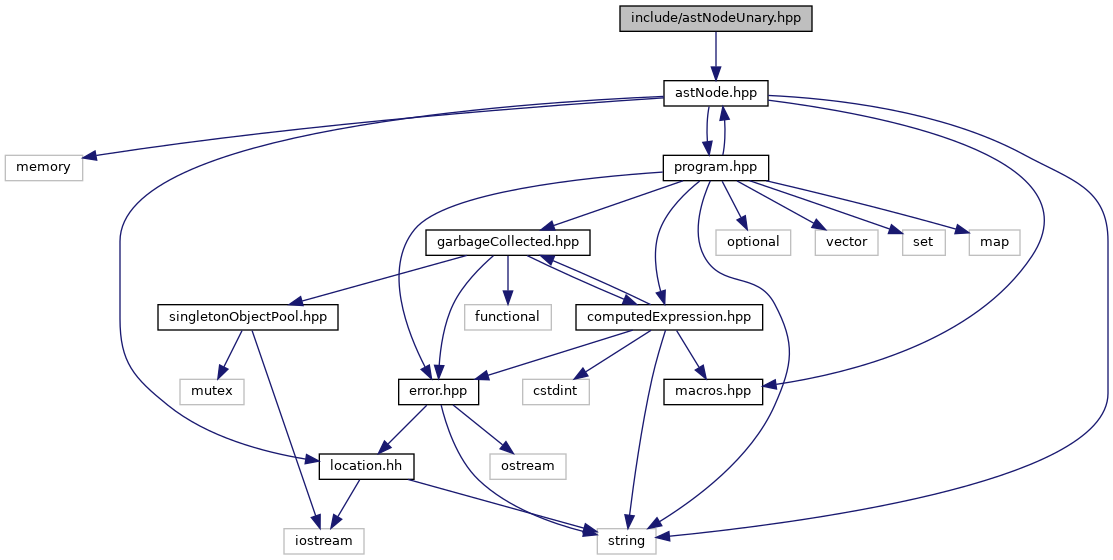 include/astNodeUnary.hpp
astNode.hpp
memory
program.hpp
garbageCollected.hpp
optional
vector
set
map
singletonObjectPool.hpp
functional
computedExpression.hpp
mutex
error.hpp
cstdint
macros.hpp
location.hh
ostream
iostream
string